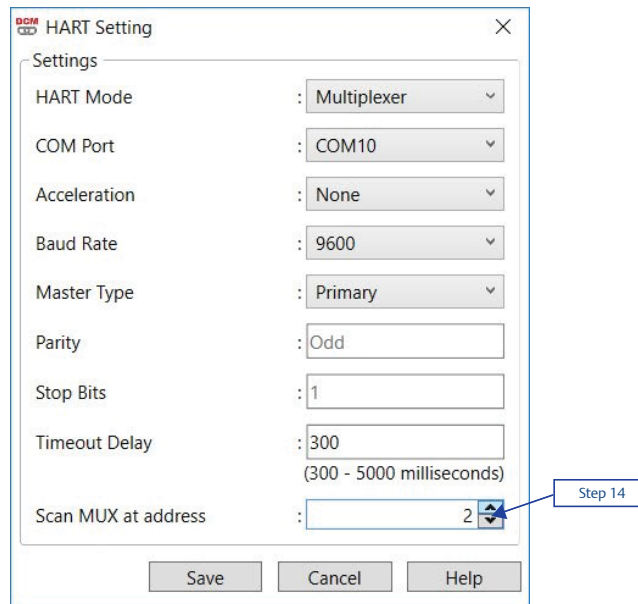 DCM HART Setting
Settings
HART Mode : Multiplexer
COM Port : COM10
Acceleration : None
Baud Rate : 9600
Master Type : Primary
Parity : Odd
Stop Bits : 1
Timeout Delay : 300
(300 - 5000 milliseconds)
Scan MUX at address : 2
Step 14
Save Cancel Help